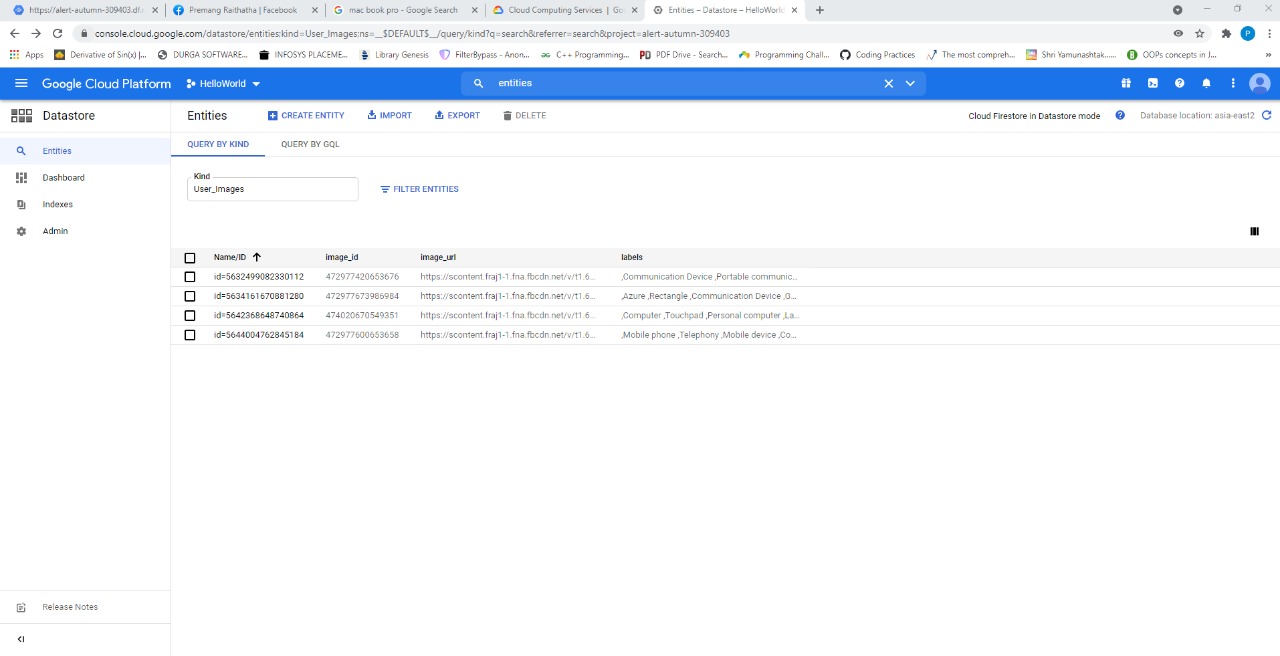 https://alert-autumn-309403.df.
Premang Raithatha | Facebook
mac book pro - Google Search
Cloud Computing Services | Go
Entities – Datastore – HelloWorld
console.cloud.google.com/datastore/entities;kind=User_Images;ns=__$DEFAULT$__/query/kind?q=search&referrer=search&project=alert-autumn-309403
P
Apps
Derivative of Sin(x) |...
DURGA SOFTWARE...
INFOSYS PLACEME...
Library Genesis
FilterBypass - Anon...
C++ Programming...
PDF Drive - Search...
Programming Chall...
Coding Practices
The most compreh...
Shri Yamunashtak......
OOPs concepts in J...
»
Google Cloud Platform
HelloWorld
entities
Datastore
Entities
CREATE ENTITY
IMPORT
EXPORT
DELETE
Cloud Firestore in Datastore mode
Database location: asia-east2
Entities
Dashboard
Indexes
Admin
QUERY BY KIND
QUERY BY GQL
Kind
User_Images
FILTER ENTITIES
Name/ID image_id image_url labels
id=5632499082330112 472977420653676 https://scontent.fraj1-1.fna.fbcdn.net/v/t1.6... ,Communication Device ,Portable communic...
id=5634161670881280 472977673986984 https://scontent.fraj1-1.fna.fbcdn.net/v/t1.6... ,Azure ,Rectangle ,Communication Device ,G...
id=5642368648740864 474020670549351 https://scontent.fraj1-1.fna.fbcdn.net/v/t1.6... ,Computer ,Touchpad ,Personal computer ,La...
id=5644004762845184 472977600653658 https://scontent.fraj1-1.fna.fbcdn.net/v/t1.6... ,Mobile phone ,Telephony ,Mobile device ,Co...
Release Notes